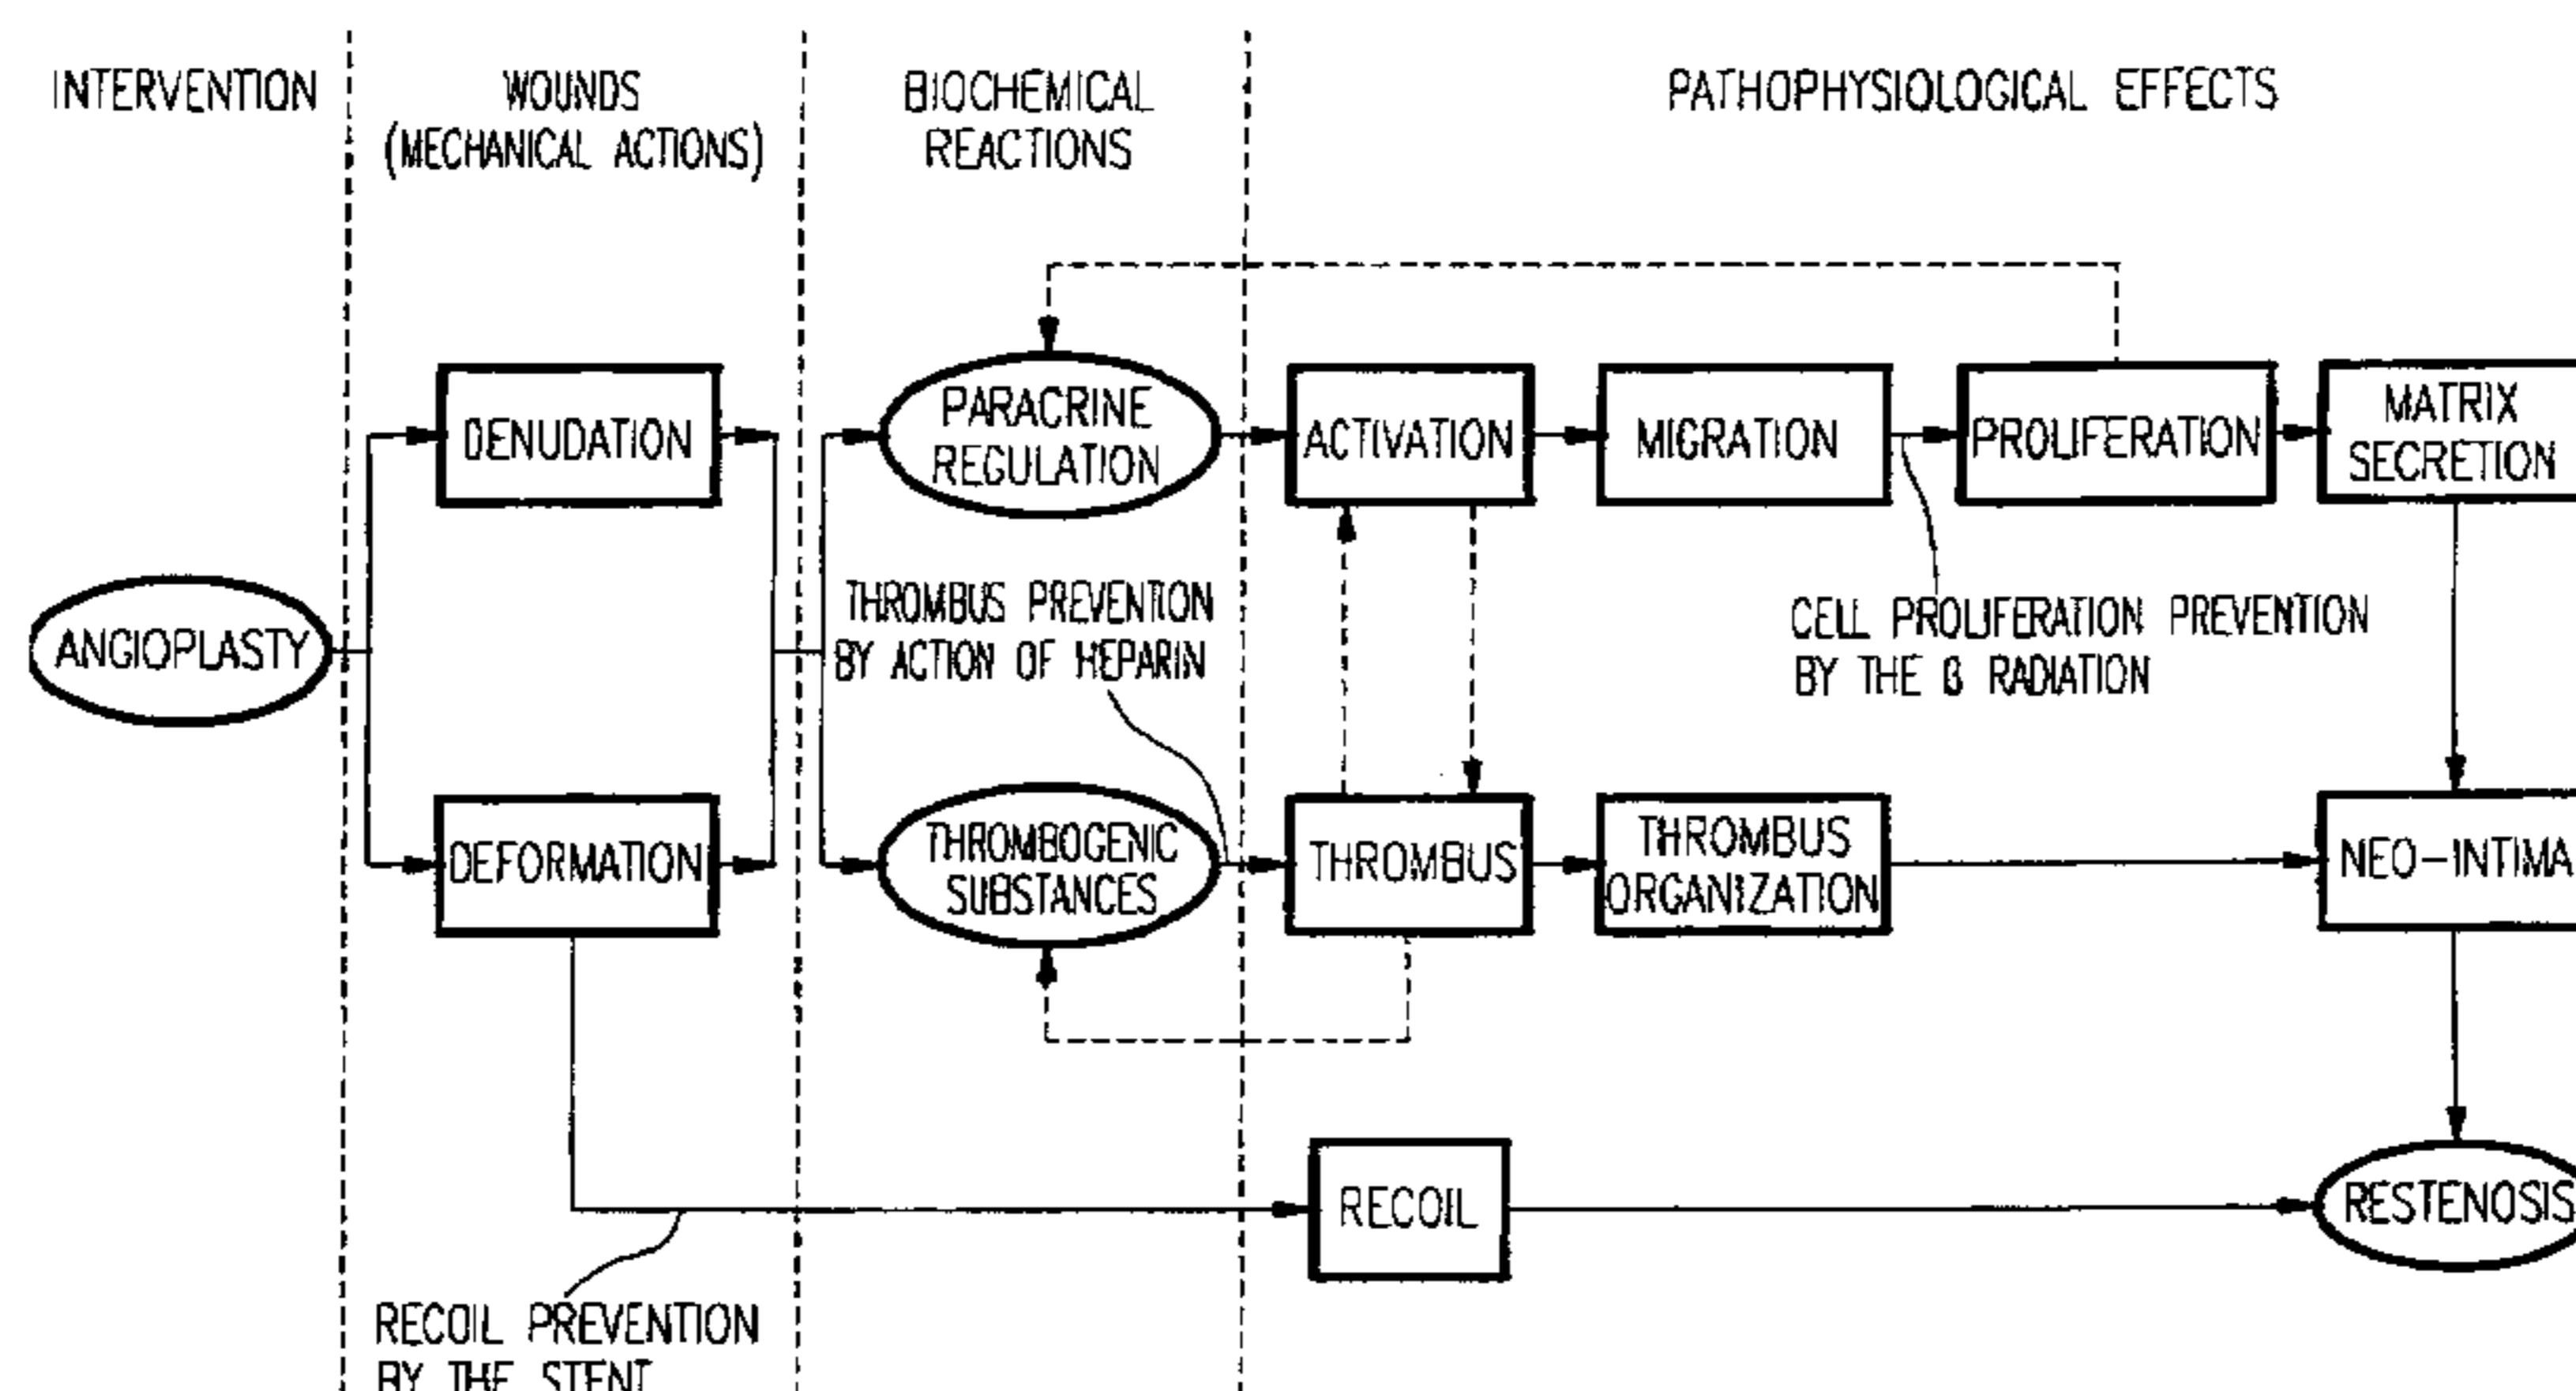 INTERVENTION
WOUNDS
(MECHANICAL ACTIONS)
BIOCHEMICAL
REACTIONS
PATHOPHYSIOLOGICAL EFFECTS
DENUDATION
PARACRINE
REGULATION
ACTIVATION
MIGRATION
PROLIFERATION
MATRIX
SECRETION
ANGIOPLASTY
THROMBUS PREVENTION
BY ACTION OF HEPARIN
CELL PROLIFERATION PREVENTION
BY THE β RADIATION
DEFORMATION
THROMBOGENIC
SUBSTANCES
THROMBUS
THROMBUS
ORGANIZATION
NEO-INTIMA
RECOIL
RESTENOSIS
RECOIL PREVENTION
BY THE STENT